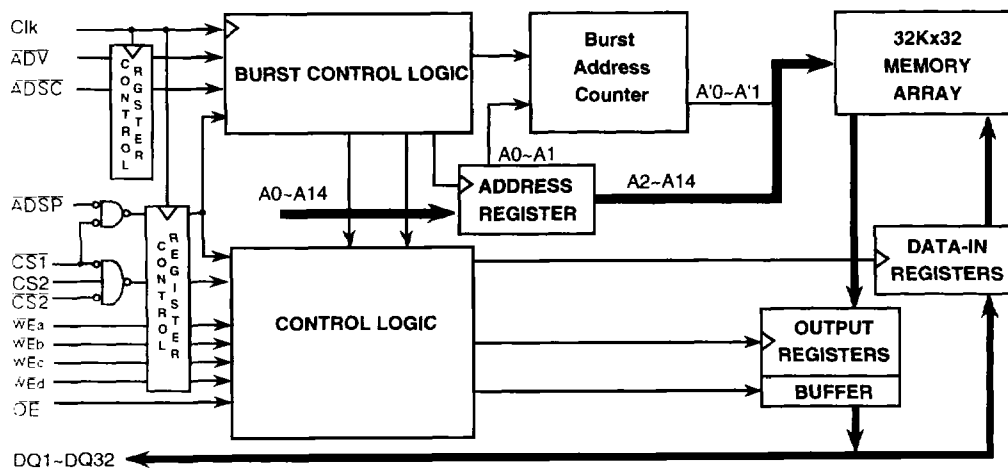 Clk
ADV
ADSC
CONTROL
RGSTER
BURST CONTROL LOGIC
Burst
Address
Counter
A'0~A'1
32Kx32
MEMORY
ARRAY
A0~A1
A0~A14
ADDRESS
REGISTER
A2~A14
ADSP
CS1
CS2
CS2
CONTROL
REGISTER
DATA-IN
REGISTERS
WEa
WEb
WEc
WEd
OE
CONTROL LOGIC
OUTPUT
REGISTERS
BUFFER
DQ1~DQ32